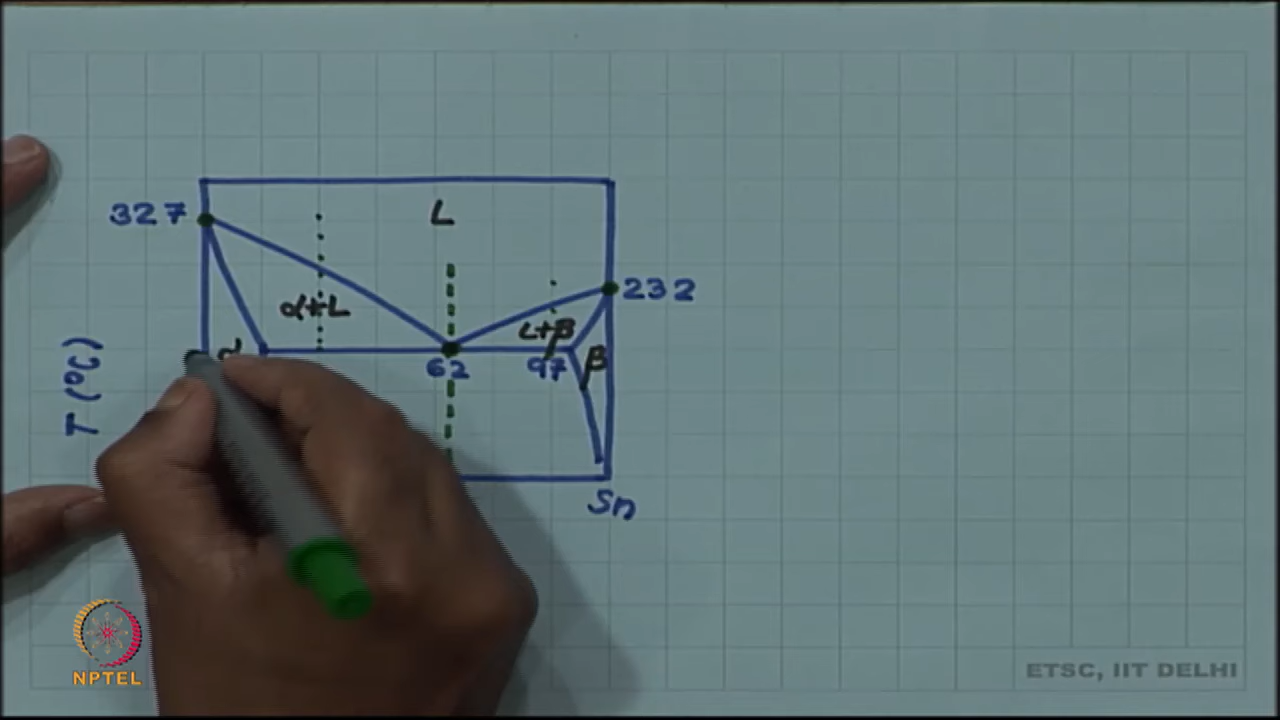 327
L
232
α+L
L+β
α
62
97
β
T (°C)
Sn
NPTEL
ETSC, IIT DELHI